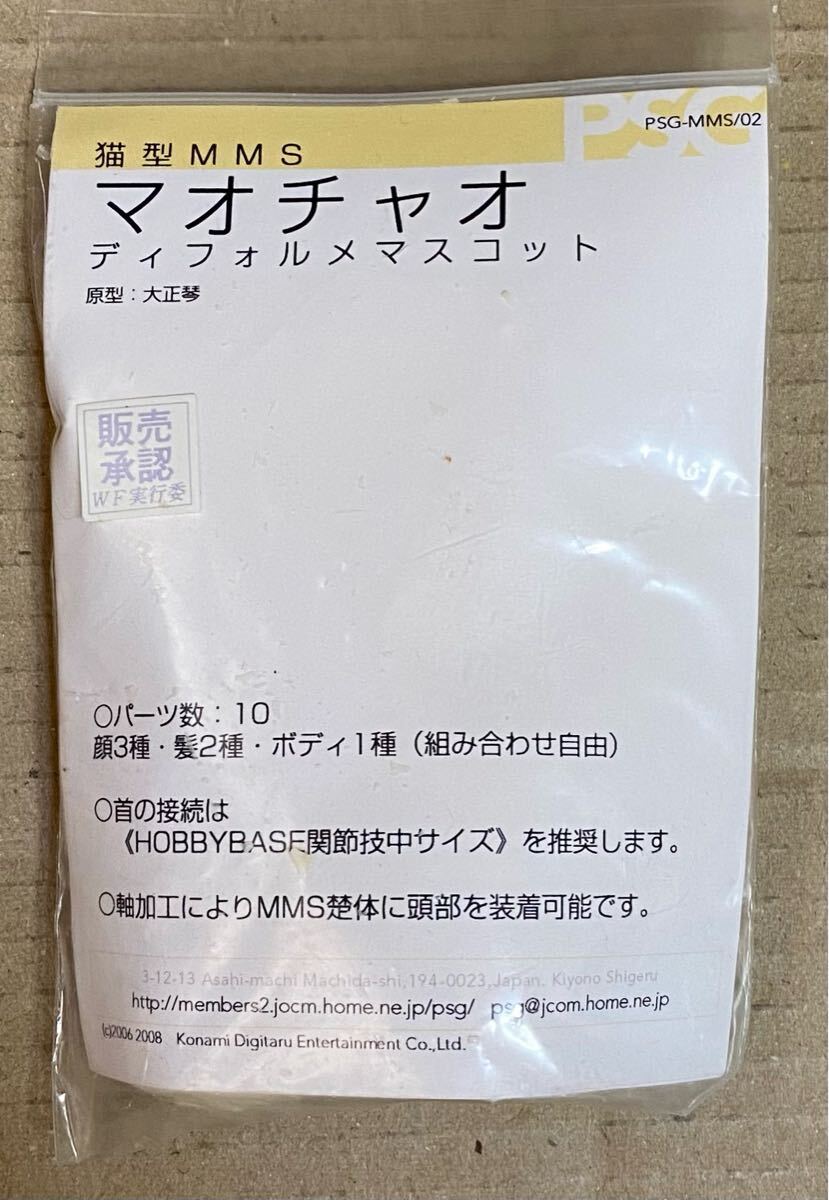 PSG
PSG-MMS/02
猫型MMS
マオチャオ
ディフォルメマスコット
原型：大正琴
販売
承認
WF実行委
○パーツ数：10
顔3種・髪2種・ボディ1種（組み合わせ自由）
○首の接続は
《HOBBYBASE関節技中サイズ》を推奨します。
○軸加工によりMMS楚体に頭部を装着可能です。
3-12-13 Asahi-machi Machida-shi,194-0023,Japan. Kiyono Shigeru
http://members2.jocm.home.ne.jp/psg/ psg@jcom.home.ne.jp
(c)2006 2008 Konami Digitaru Entertainment Co.,Ltd.